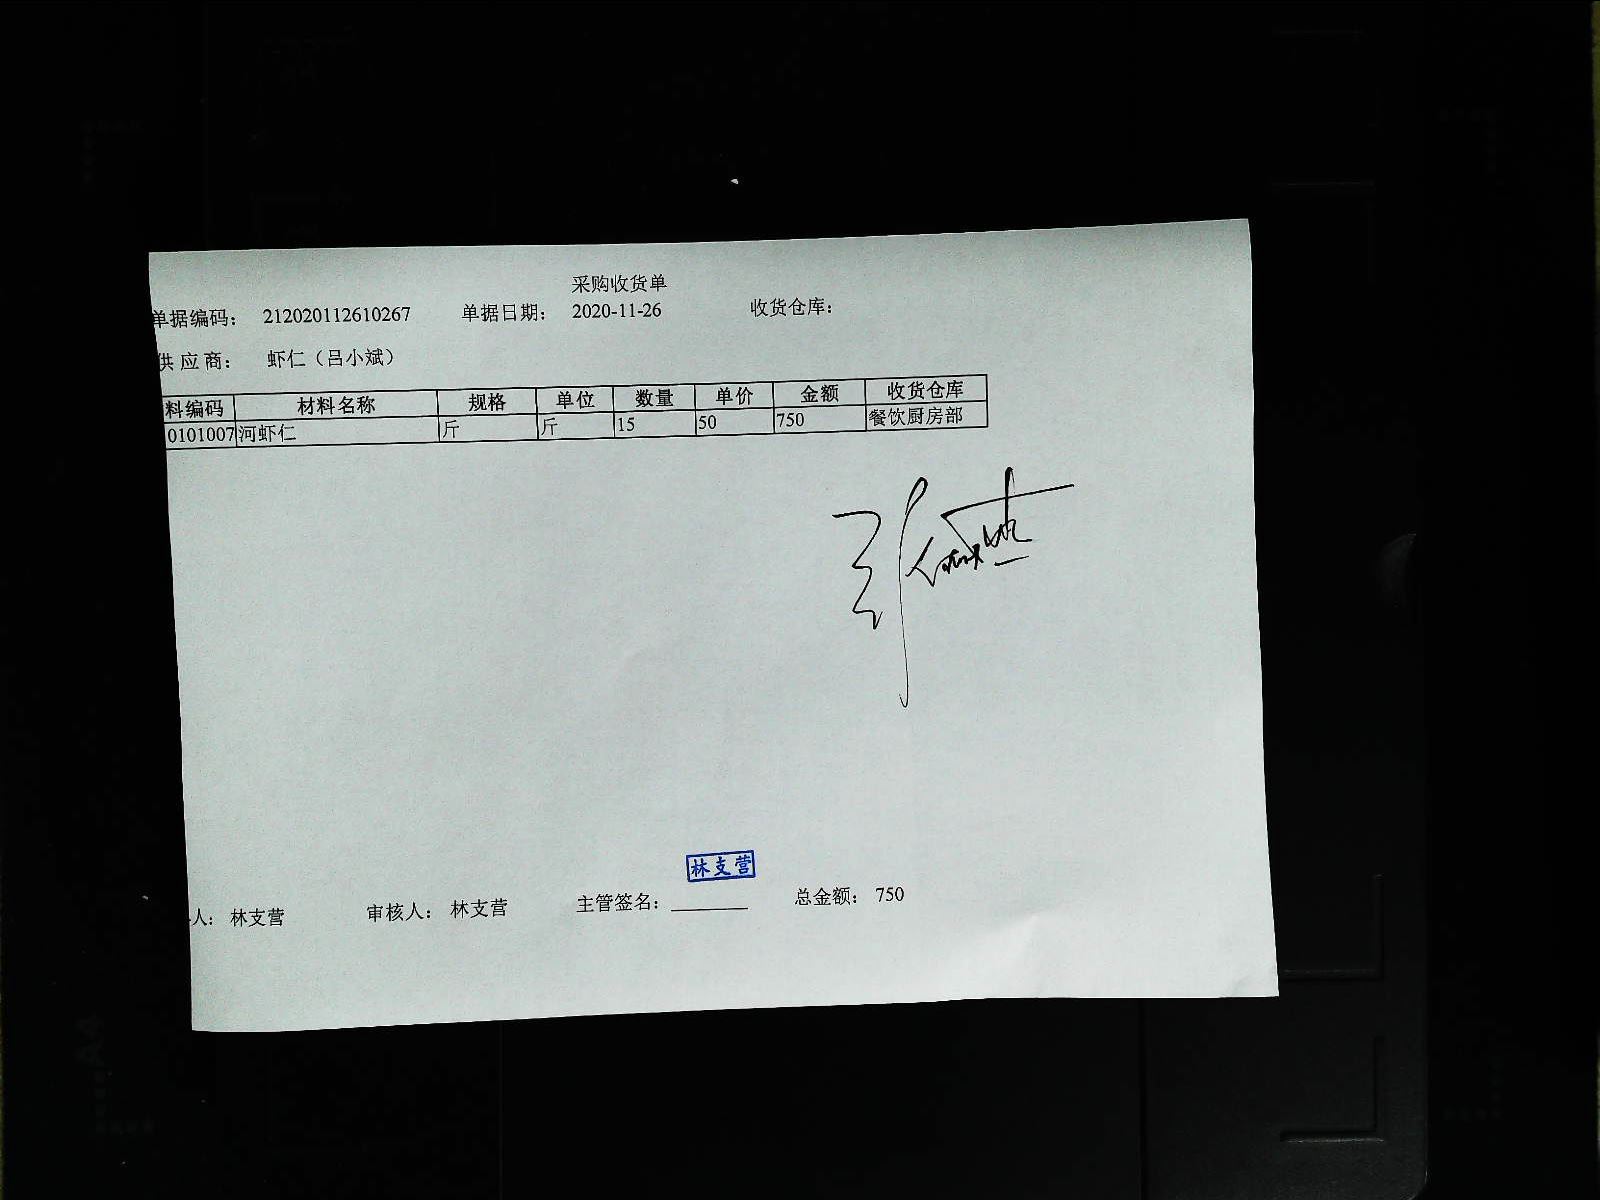 采购收货单
单据编码: 212020112610267 单据日期: 2020-11-26 收货仓库:
供应商: 虾仁（吕小斌）
料编码 材料名称 规格 单位 数量 单价 金额 收货仓库
0101007 河虾仁 斤 斤 15 50 750 餐饮厨房部
林支营
人: 林支营 审核人: 林支营 主管签名: 总金额: 750